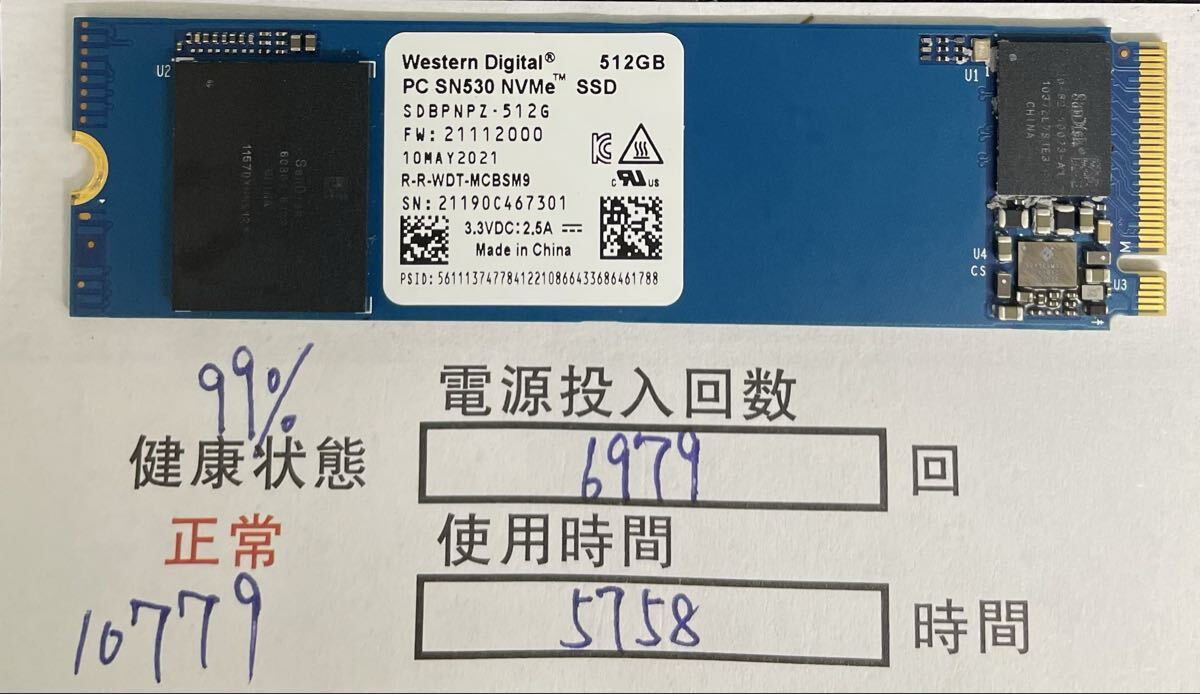 U2
Western Digital® 512GB
PC SN530 NVMe™ SSD
SDBPNPZ-512G
FW: 21112000
10MAY2021
R-R-WDT-MCBSM9
SN: 21190C467301
3.3VDC: 2.5A
Made in China
PSID: 56111374778412210866433686461788
c UL US
U1
CHINA
U4
CS
U3
M
99%
健康状態
正常
10779
電源投入回数
6979 回
使用時間
5758 時間